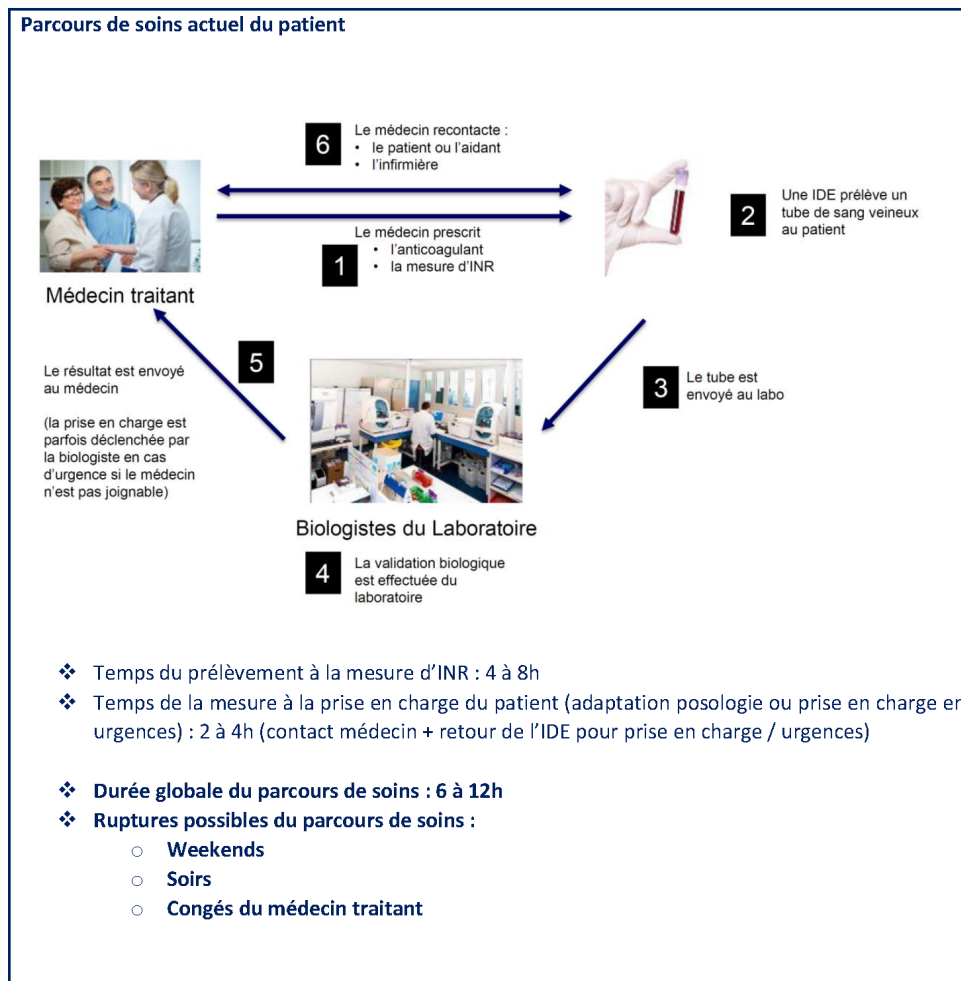 Parcours de soins actuel du patient
6
Le médecin recontacte :
• le patient ou l'aidant
• l'infirmière
2
Une IDE prélève un
tube de sang veineux
au patient
Le médecin prescrit
1
• l'anticoagulant
• la mesure d'INR
Médecin traitant
5
Le résultat est envoyé
au médecin
(la prise en charge est
parfois déclenchée par
la biologiste en cas
d'urgence si le médecin
n'est pas joignable)
3
Le tube est
envoyé au labo
Biologistes du Laboratoire
4
La validation biologique
est effectuée du
laboratoire
❖ Temps du prélèvement à la mesure d'INR : 4 à 8h
❖ Temps de la mesure à la prise en charge du patient (adaptation posologie ou prise en charge en
urgences) : 2 à 4h (contact médecin + retour de l'IDE pour prise en charge / urgences)
❖ Durée globale du parcours de soins : 6 à 12h
❖ Ruptures possibles du parcours de soins :
o Weekends
o Soirs
o Congés du médecin traitant